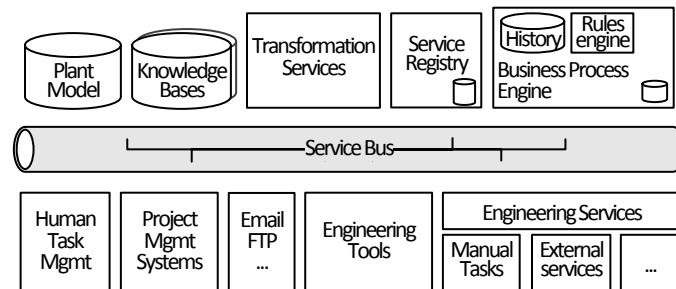 Plant
Model
Knowledge
Bases
Transformation
Services
Service
Registry
History
Rules
engine
Business Process
Engine
Service Bus
Human
Task
Mgmt
Project
Mgmt
Systems
Email
FTP
...
Engineering
Tools
Engineering Services
Manual
Tasks
External
services
...